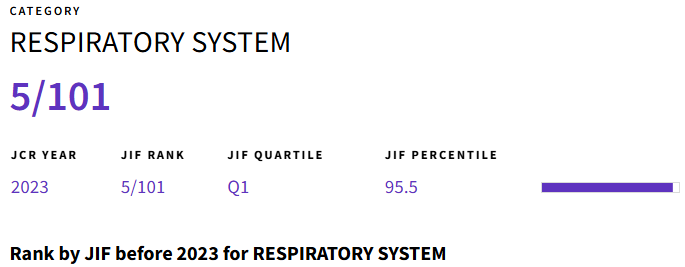 CATEGORY
RESPIRATORY SYSTEM
5/101
JCR YEAR JIF RANK JIF QUARTILE JIF PERCENTILE
2023 5/101 Q1 95.5
Rank by JIF before 2023 for RESPIRATORY SYSTEM